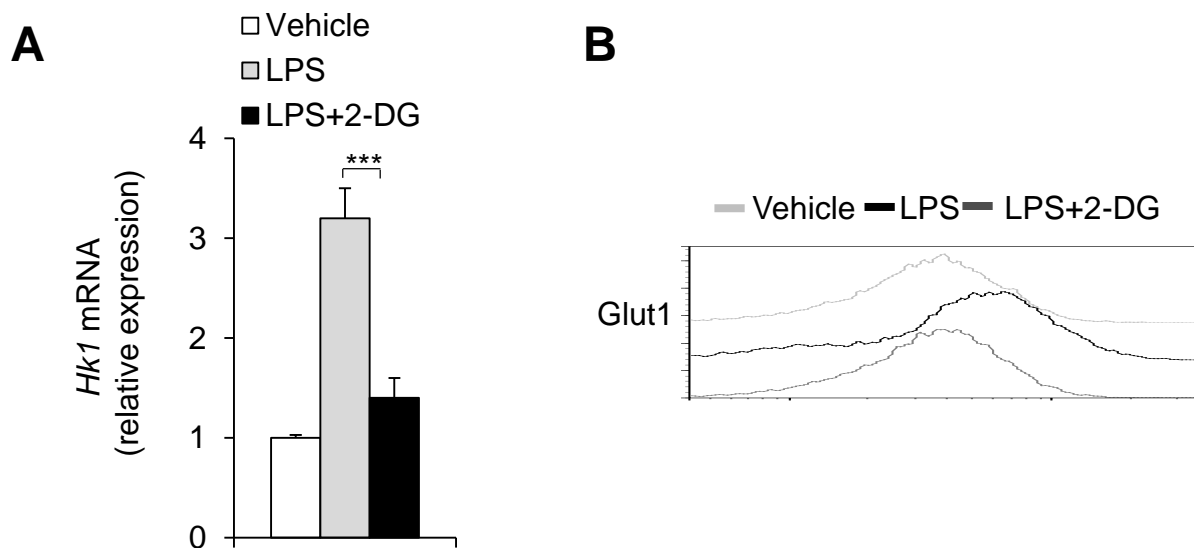 A
Vehicle
LPS
LPS+2-DG
Hk1 mRNA
(relative expression)
4
3
2
1
0
***
B
Vehicle LPS LPS+2-DG
Glut1